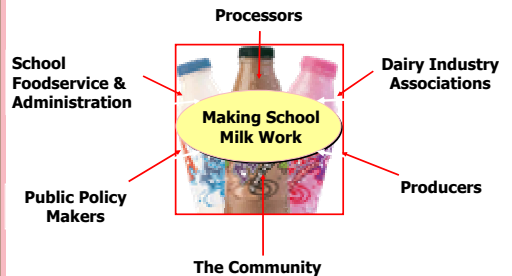 Processors
School
Foodservice &
Administration
Dairy Industry
Associations
Making School
Milk Work
Public Policy
Makers
Producers
The Community